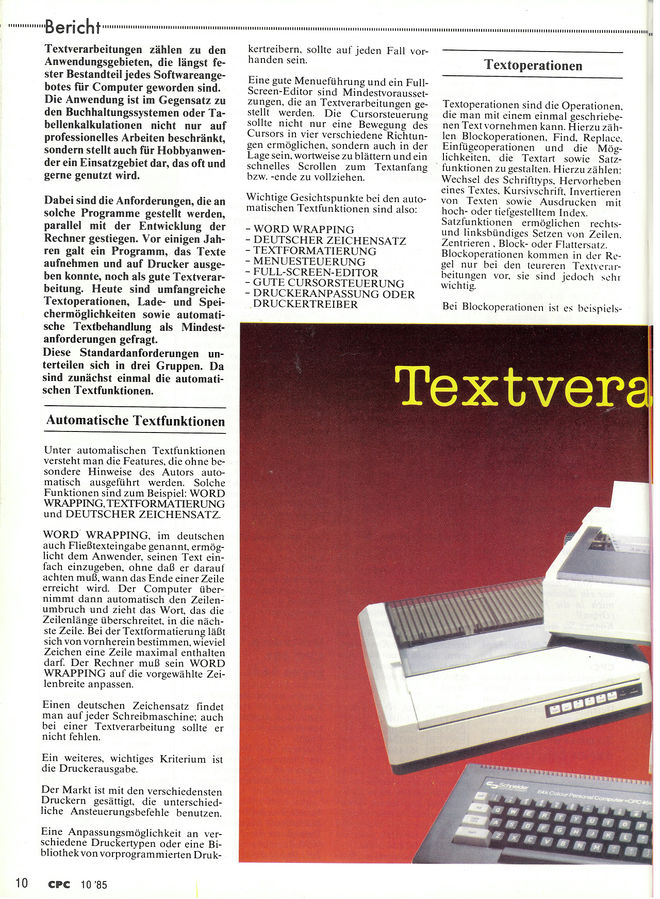 Bericht
Textverarbeitungen zählen zu den
Anwendungsgebieten, die längst fe-
ster Bestandteil jedes Softwareange-
botes für Computer geworden sind.
Die Anwendung ist im Gegensatz zu
den Buchhaltungssystemen oder Ta-
bellenkalkulationen nicht nur auf
professionelles Arbeiten beschränkt,
sondern stellt auch für Hobbyanwen-
der ein Einsatzgebiet dar, das oft und
gerne genutzt wird.
Dabei sind die Anforderungen, die an
solche Programme gestellt werden,
parallel mit der Entwicklung der
Rechner gestiegen. Vor einigen Jah-
ren galt ein Programm, das Texte
aufnehmen und auf Drucker ausge-
ben konnte, noch als gute Textverar-
beitung. Heute sind umfangreiche
Textoperationen, Lade- und Spei-
chermöglichkeiten sowie automati-
sche Textbehandlung als Mindest-
anforderungen gefragt.
Diese Standardanforderungen un-
terteilen sich in drei Gruppen. Da
sind zunächst einmal die automati-
schen Textfunktionen.
Automatische Textfunktionen
Unter automatischen Textfunktionen
versteht man die Features, die ohne be-
sondere Hinweise des Autors auto-
matisch ausgeführt werden. Solche
Funktionen sind zum Beispiel: WORD
WRAPPING, TEXTFORMATIERUNG
und DEUTSCHER ZEICHENSATZ.
WORD WRAPPING, im deutschen
auch Fließtexteingabe genannt, ermög-
licht dem Anwender, seinen Text ein-
fach einzugeben, ohne daß er darauf
achten muß, wann das Ende einer Zeile
erreicht wird. Der Computer über-
nimmt dann automatisch den Zeilen-
umbruch und zieht das Wort, das die
Zeilenlänge überschreitet, in die näch-
ste Zeile. Bei der Textformatierung läßt
sich von vornherein bestimmen, wieviel
Zeichen eine Zeile maximal enthalten
darf. Der Rechner muß sein WORD
WRAPPING auf die vorgewählte Zei-
lenbreite anpassen.
Einen deutschen Zeichensatz findet
man auf jeder Schreibmaschine; auch
bei einer Textverarbeitung sollte er
nicht fehlen.
Ein weiteres, wichtiges Kriterium ist
die Druckerausgabe.
Der Markt ist mit den verschiedensten
Druckern gesättigt, die unterschied-
liche Ansteuerungsbefehle benutzen.
Eine Anpassungsmöglichkeit an ver-
schiedene Druckertypen oder eine Bi-
bliothek von vorprogrammierten Druk-
kertreibern, sollte auf jeden Fall vor-
handen sein.
Eine gute Menueführung und ein Full-
Screen-Editor sind Mindestvorausset-
zungen, die an Textverarbeitungen ge-
stellt werden. Die Cursorsteuerung
sollte nicht nur eine Bewegung des
Cursors in vier verschiedene Richtun-
gen ermöglichen, sondern auch in der
Lage sein, wortweise zu blättern und ein
schnelles Scrollen zum Textanfang
bzw. -ende zu vollziehen.
Wichtige Gesichtspunkte bei den auto-
matischen Textfunktionen sind also:
- WORD WRAPPING
- DEUTSCHER ZEICHENSATZ
- TEXTFORMATIERUNG
- MENUESTEUERUNG
- FULL-SCREEN-EDITOR
- GUTE CURSORSTEUERUNG
- DRUCKERANPASSUNG ODER
DRUCKERTREIBER
Textoperationen
Textoperationen sind die Operationen,
die man mit einem einmal geschriebe-
nen Text vornehmen kann. Hierzu zäh-
len Blockoperationen, Find, Replace,
Einfügeoperationen und die Mög-
lichkeiten, die Textart sowie Satz-
funktionen zu gestalten. Hierzu zählen:
Wechsel des Schrifttyps, Hervorheben
eines Textes, Kursivschrift, Invertieren
von Texten sowie Ausdrucken mit
hoch- oder tiefgestelltem Index.
Satzfunktionen ermöglichen rechts-
und linksbündiges Setzen von Zeilen,
Zentrieren , Block- oder Flattersatz.
Blockoperationen kommen in der Re-
gel nur bei den teureren Textverar-
beitungen vor, sie sind jedoch sehr
wichtig.
Bei Blockoperationen ist es beispiels-
Textvera
Schneider
64k Colour Personal Computer
10 CPC 10 '85